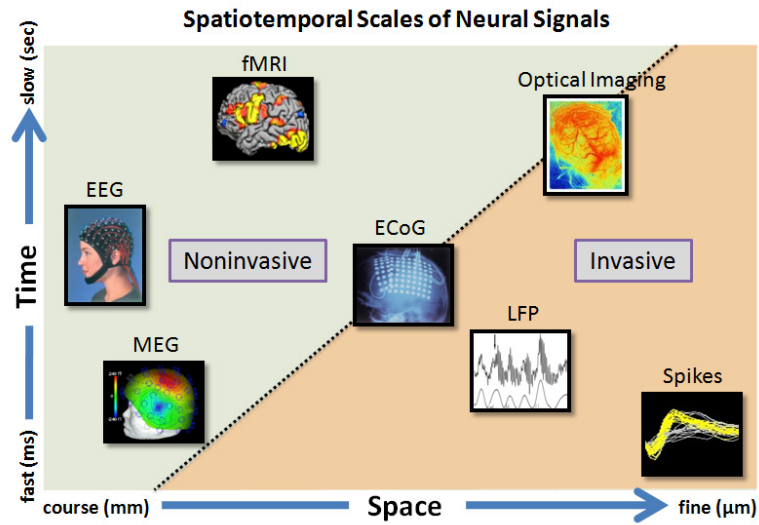 Spatiotemporal Scales of Neural Signals
slow (sec)
fMRI
Optical Imaging
EEG
ECoG
Noninvasive
Invasive
Time
LFP
MEG
Spikes
fast (ms)
course (mm)
Space
fine (µm)